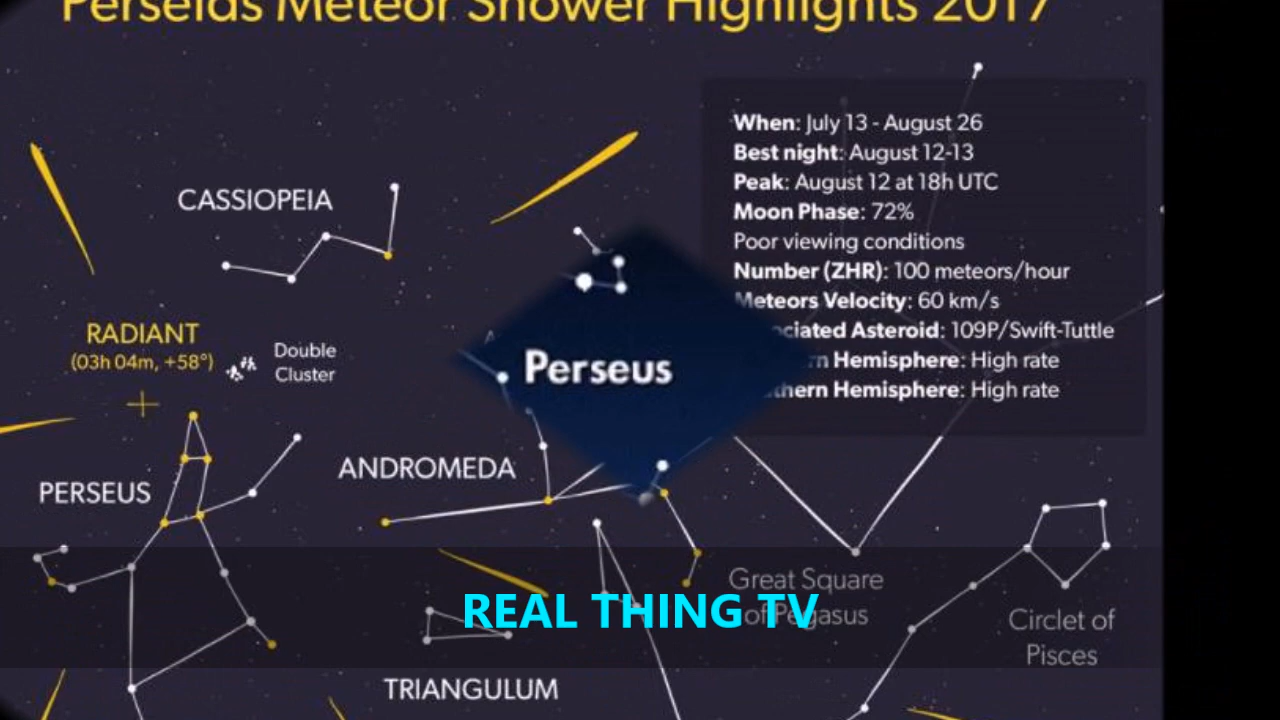 Perseids Meteor Shower Highlights 2017
When: July 13 - August 26
Best night: August 12-13
Peak: August 12 at 18h UTC
Moon Phase: 72%
Poor viewing conditions
Number (ZHR): 100 meteors/hour
Meteors Velocity: 60 km/s
ciated Asteroid: 109P/Swift-Tuttle
rn Hemisphere: High rate
thern Hemisphere: High rate
CASSIOPEIA
RADIANT
(03h 04m, +58°)
Double
Cluster
Perseus
PERSEUS
ANDROMEDA
Great Square
of Pegasus
Circlet of
Pisces
REAL THING TV
TRIANGULUM